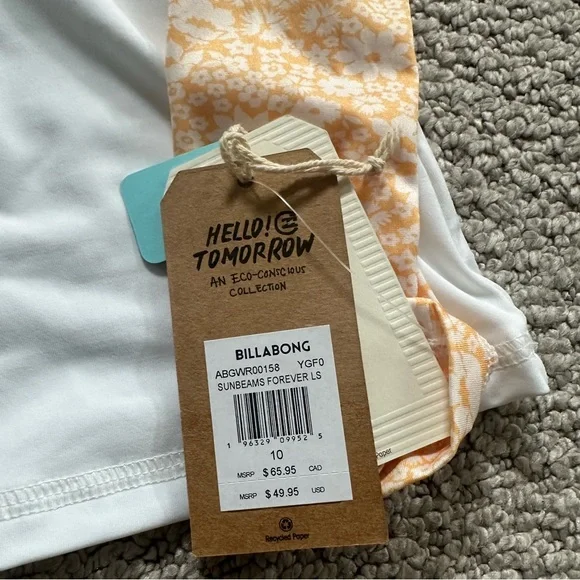 HELLO!
TOMORROW
AN ECO-CONSCIOUS
COLLECTION
BILLABONG
ABGWR00158 YGF0
SUNBEAMS FOREVER LS
1 96329 09952 5
10
MSRP $65.95 CAD
MSRP $49.95 USD
Recycled Paper
Paper